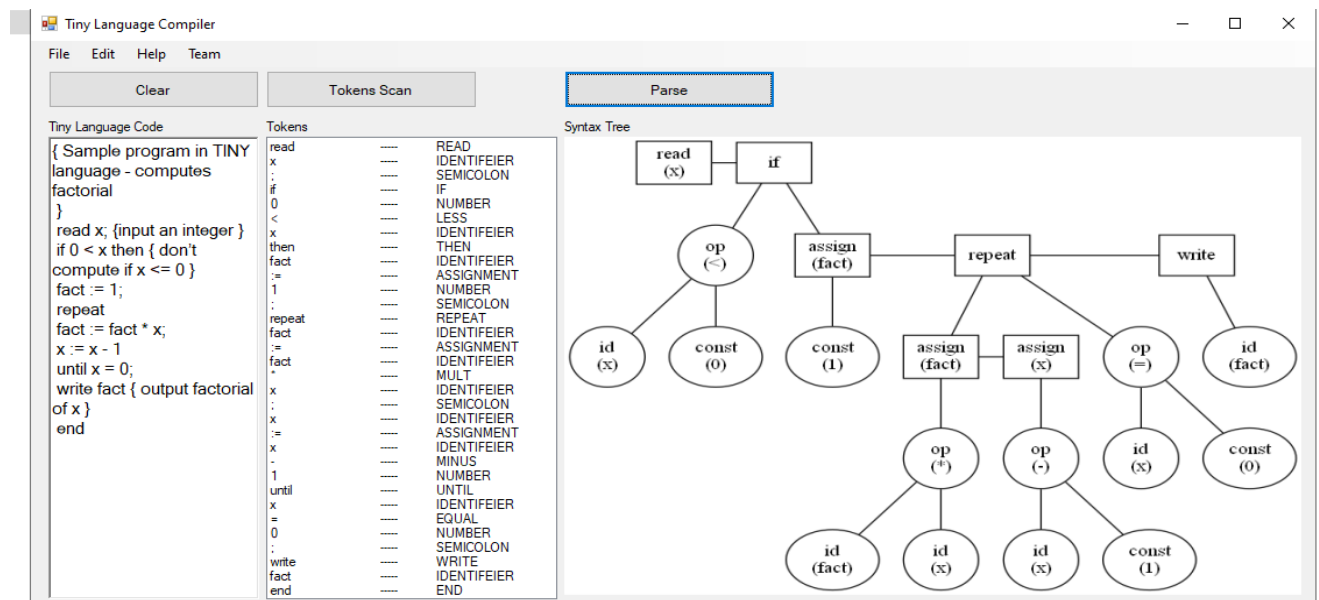 Tiny Language Compiler
File Edit Help Team
Clear Tokens Scan Parse
Tiny Language Code
{ Sample program in TINY
language - computes
factorial
}
read x; {input an integer }
if 0 < x then { don't
compute if x <= 0 }
fact := 1;
repeat
fact := fact * x;
x := x - 1
until x = 0;
write fact { output factorial
of x }
end
Tokens
read ----- READ
x ----- IDENTIFEIER
; ----- SEMICOLON
if ----- IF
0 ----- NUMBER
< ----- LESS
x ----- IDENTIFEIER
then ----- THEN
fact ----- IDENTIFEIER
:= ----- ASSIGNMENT
1 ----- NUMBER
; ----- SEMICOLON
repeat ----- REPEAT
fact ----- IDENTIFEIER
:= ----- ASSIGNMENT
fact ----- IDENTIFEIER
* ----- MULT
x ----- IDENTIFEIER
; ----- SEMICOLON
x ----- IDENTIFEIER
:= ----- ASSIGNMENT
x ----- IDENTIFEIER
- ----- MINUS
1 ----- NUMBER
until ----- UNTIL
x ----- IDENTIFEIER
= ----- EQUAL
0 ----- NUMBER
; ----- SEMICOLON
write ----- WRITE
fact ----- IDENTIFEIER
end ----- END
Syntax Tree
read
(x)
if
op
(<)
assign
(fact)
repeat
write
id
(x)
const
(0)
const
(1)
assign
(fact)
assign
(x)
op
(=)
id
(fact)
op
(*)
op
(-)
id
(x)
const
(0)
id
(fact)
id
(x)
id
(x)
const
(1)